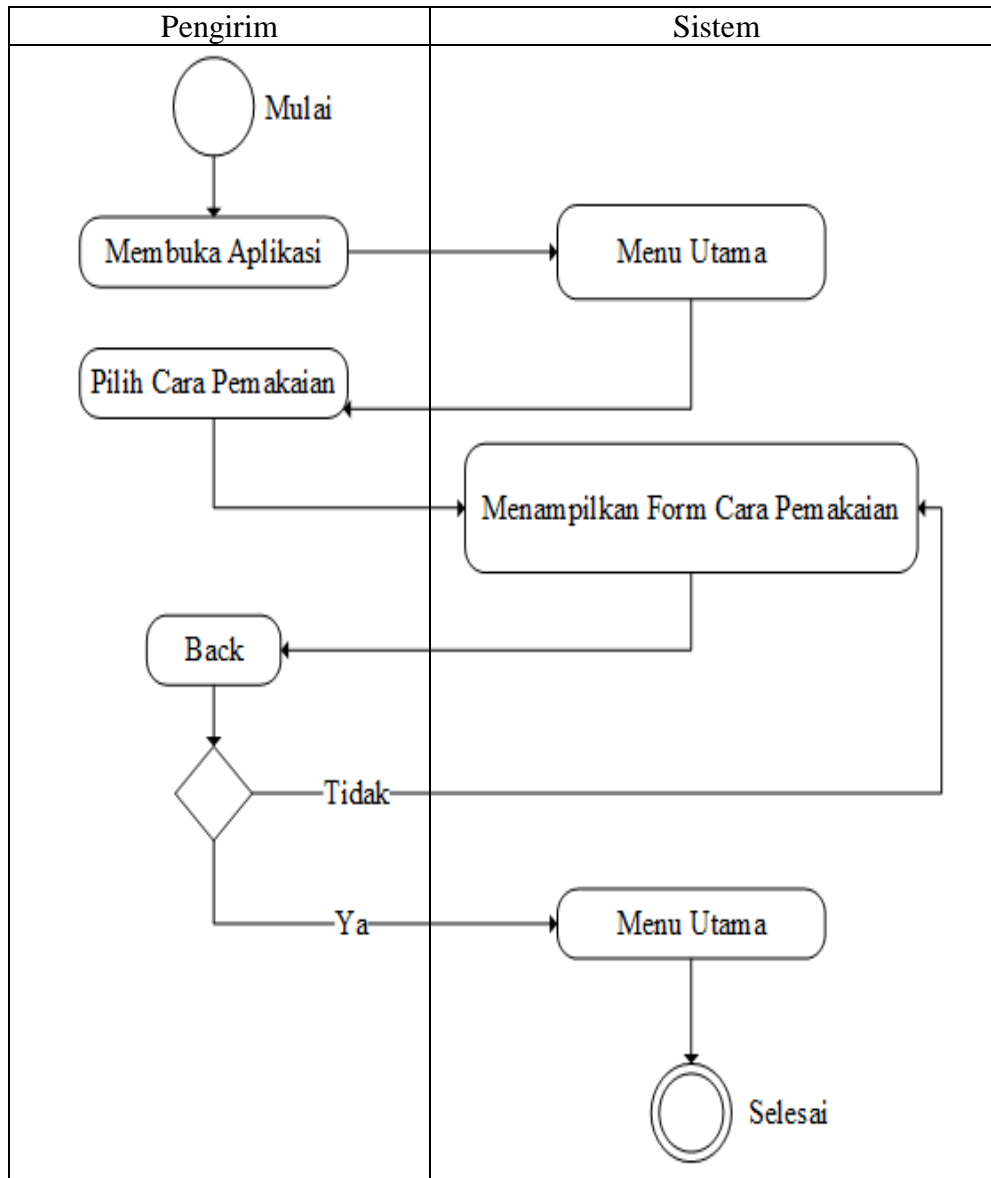 Pengirim
Sistem
Mulai
Membuka Aplikasi
Menu Utama
Pilih Cara Pemakaian
Menampilkan Form Cara Pemakaian
Back
Tidak
Ya
Menu Utama
Selesai